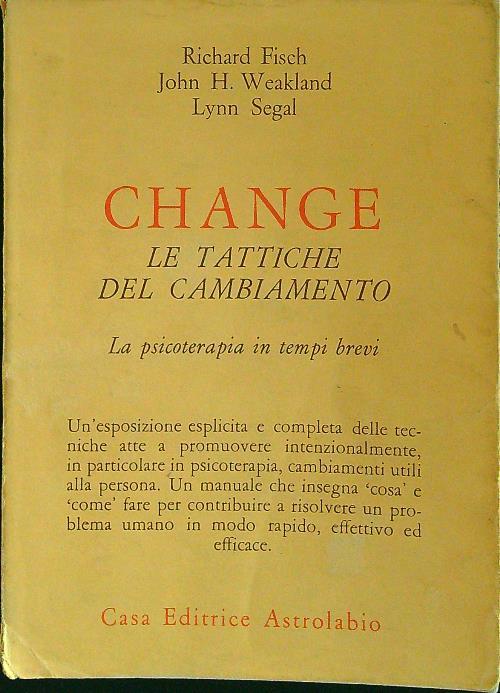 Richard Fisch
John H. Weakland
Lynn Segal
CHANGE
LE TATTICHE
DEL CAMBIAMENTO
La psicoterapia in tempi brevi
Un'esposizione esplicita e completa delle tec-
niche atte a promuovere intenzionalmente,
in particolare in psicoterapia, cambiamenti utili
alla persona. Un manuale che insegna 'cosa' e
'come' fare per contribuire a risolvere un pro-
blema umano in modo rapido, effettivo ed
efficace.
Casa Editrice Astrolabio